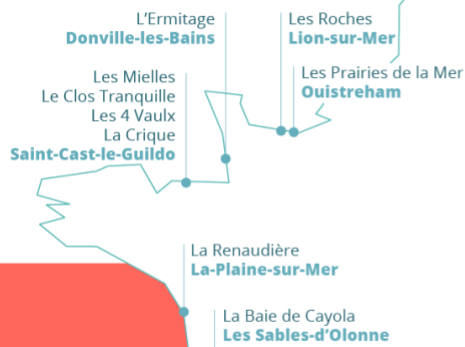 L'Ermitage
Donville-les-Bains
Les Roches
Lion-sur-Mer
Les Prairies de la Mer
Ouistreham
Les Mielles
Le Clos Tranquille
Les 4 Vaulx
La Crique
Saint-Cast-le-Guildo
La Renaudière
La-Plaine-sur-Mer
La Baie de Cayola
Les Sables-d'Olonne